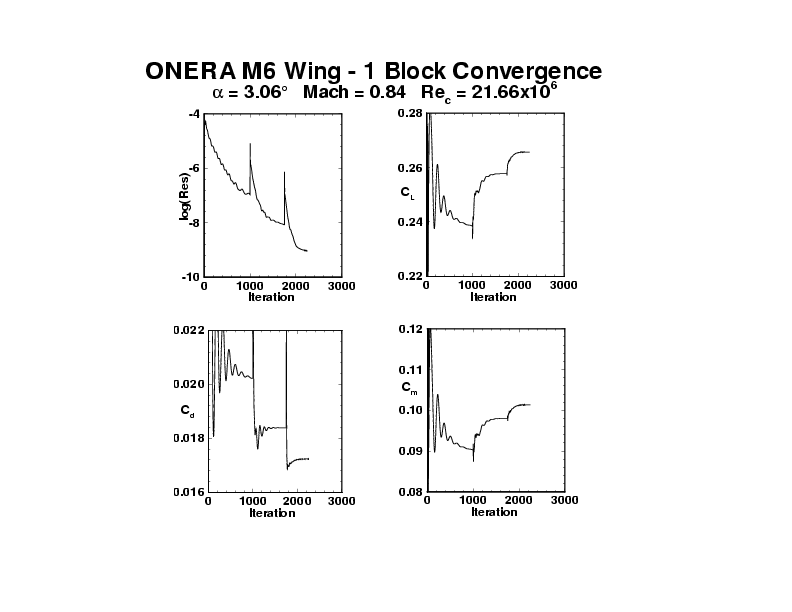 ONERA M6 Wing - 1 Block Convergence
α = 3.06° Mach = 0.84 Re_c = 21.66x10^6
-4
-6
-8
-10
log(Res)
0 1000 2000 3000
Iteration
0.28
0.26
0.24
0.22
C_L
0 1000 2000 3000
Iteration
0.022
0.020
0.018
0.016
C_d
0 1000 2000 3000
Iteration
0.12
0.11
0.10
0.09
0.08
C_m
0 1000 2000 3000
Iteration